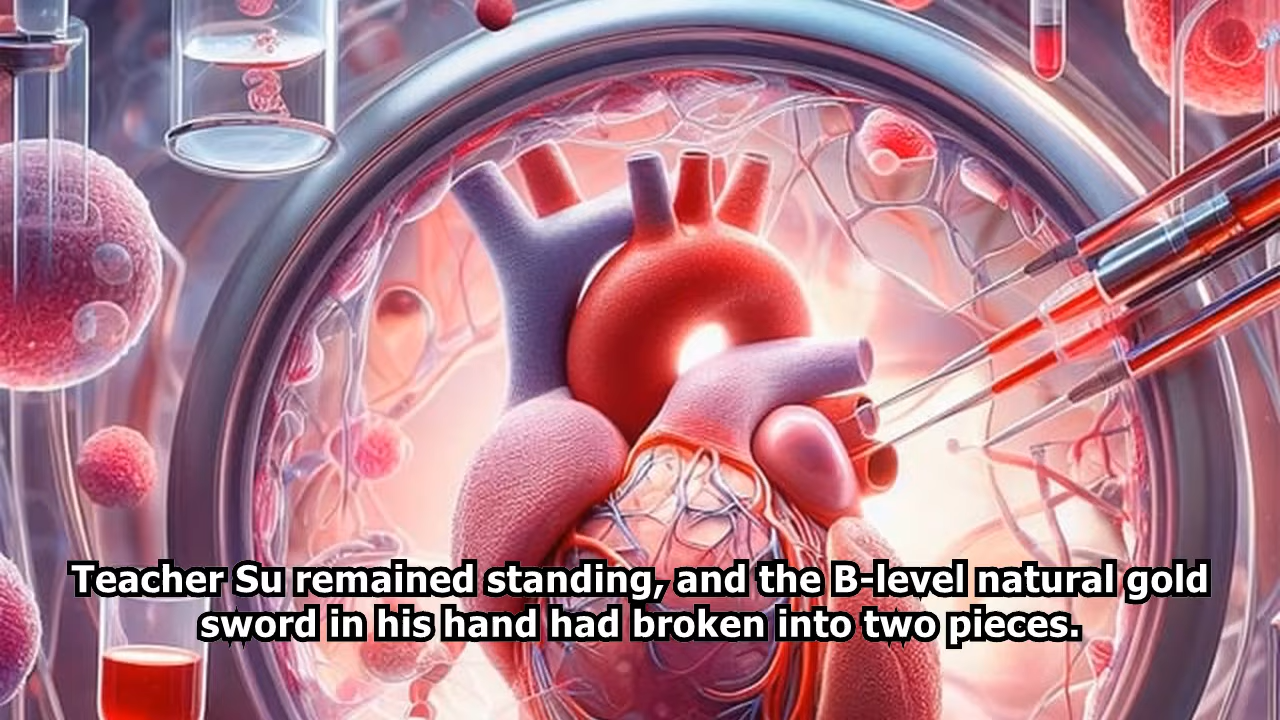 Teacher Su remained standing, and the B-level natural gold
sword in his hand had broken into two pieces.